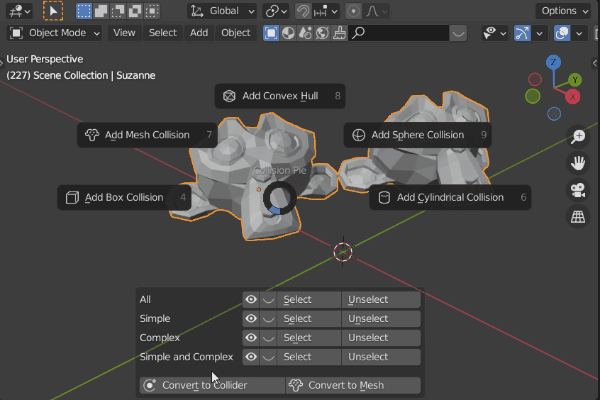 Global
Options
Object Mode View Select Add Object
User Perspective
(227) Scene Collection | Suzanne
Z
Y
X
Add Convex Hull 8
Add Mesh Collision 7
Add Sphere Collision 9
Collision Pie
Add Box Collision 4
Add Cylindrical Collision 6
All Select Unselect
Simple Select Unselect
Complex Select Unselect
Simple and Complex Select Unselect
Convert to Collider Convert to Mesh